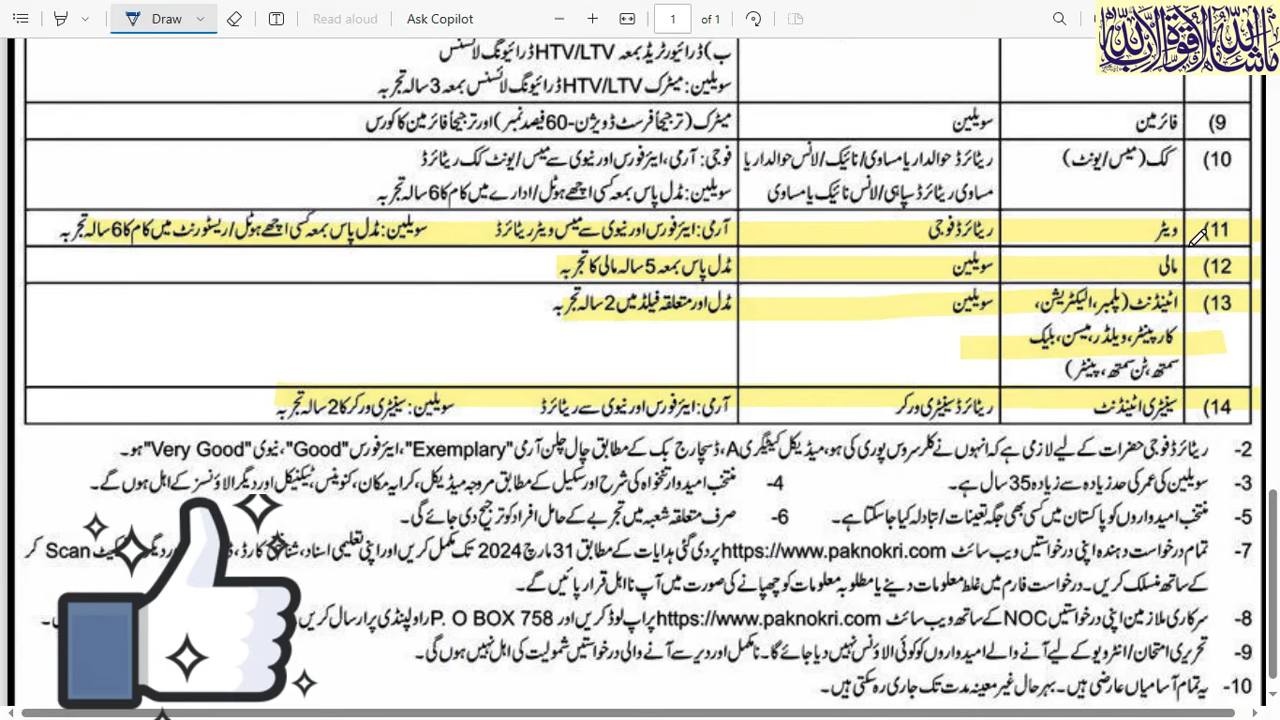 Draw
Read aloud
Ask Copilot
1 of 1
ما شاء الله لا قوة إلا بالله
ب) ڈرائیور ٹریڈ بمعہ HTV/LTV ڈرائیونگ لائسنس
سویلین: میٹرک HTV/LTV ڈرائیونگ لائسنس بمعہ 3 سالہ تجربہ
9) فائرمین سویلین میٹرک (ترجیحاً فرسٹ ڈویژن-60 فیصد نمبر) اور ترجیحاً فائرمین کا کورس
10) کک (میس/یونٹ) ریٹائرڈ حوالدار یا مساوی/نائیک/لانس حوالدار یا فوجی: آرمی، ایئرفورس اور نیوی سے میس/یونٹ کک ریٹائرڈ
مساوی ریٹائرڈ سپاہی/لانس نائیک یا مساوی سویلین: مڈل پاس بمعہ کسی اچھے ہوٹل/ادارے میں کام کا 6 سالہ تجربہ
11) ویٹر ریٹائرڈ فوجی آرمی: ایئرفورس اور نیوی سے میس ویٹر ریٹائرڈ سویلین: مڈل پاس بمعہ کسی اچھے ہوٹل/ریسٹورنٹ میں کام کا 6 سالہ تجربہ
12) مالی سویلین مڈل پاس بمعہ 5 سالہ مالی کا تجربہ
13) اٹینڈنٹ (پلمبر، الیکٹریشن، سویلین مڈل اور متعلقہ فیلڈ میں 2 سالہ تجربہ
کارپینٹر، ویلڈر، میسن، بلیک
سمتھ، ٹن سمتھ، پینٹر)
14) سینٹری اٹینڈنٹ ریٹائرڈ سینٹری ورکر آرمی: ایئرفورس اور نیوی سے ریٹائرڈ سویلین: سینٹری ورکر کا 2 سالہ تجربہ
2- ریٹائرڈ فوجی حضرات کے لیے لازمی ہے کہ انہوں نے کلر سروس پوری کی ہو، میڈیکل کیٹیگری A، ڈسچارج بک کے مطابق چال چلن آرمی "Exemplary"، ایئرفورس "Good"، نیوی "Very Good" ہو۔
3- سویلین کی عمر کی حد زیادہ سے زیادہ 35 سال ہے۔ 4- منتخب امیدوار تنخواہ کی شرح اور سکیل کے مطابق مروجہ میڈیکل، کرایہ مکان، کنوینس، ٹیکنیکل اور دیگر الاؤنسز کے اہل ہوں گے۔
5- منتخب امیدواروں کو پاکستان میں کسی بھی جگہ تعینات/تبادلہ کیا جا سکتا ہے۔ 6- صرف متعلقہ شعبہ میں تجربے کے حامل افراد کو ترجیح دی جائے گی۔
7- تمام درخواست دہندہ اپنی درخواستیں ویب سائٹ https://www.paknokri.com پر دی گئی ہدایات کے مطابق 31 مارچ 2024 تک مکمل کریں اور اپنی تعلیمی اسناد، شناختی کارڈ، Scan کر
کے ساتھ منسلک کریں۔ درخواست فارم میں غلط معلومات دینے یا مطلوبہ معلومات کو چھپانے کی صورت میں آپ نا اہل قرار پائیں گے۔
8- سرکاری ملازمین اپنی درخواستیں NOC کے ساتھ ویب سائٹ https://www.paknokri.com پر اپ لوڈ کریں اور P. O BOX 758 راولپنڈی پر ارسال کریں
9- تحریری امتحان/انٹرویو کے لیے آنے والے امیدواروں کو کوئی الاؤنس نہیں دیا جائے گا۔ نامکمل اور دیر سے آنے والی درخواستیں شمولیت کی اہل نہیں ہوں گی۔
10- یہ تمام آسامیاں عارضی ہیں۔ بہرحال غیر معینہ مدت تک جاری رہ سکتی ہیں۔